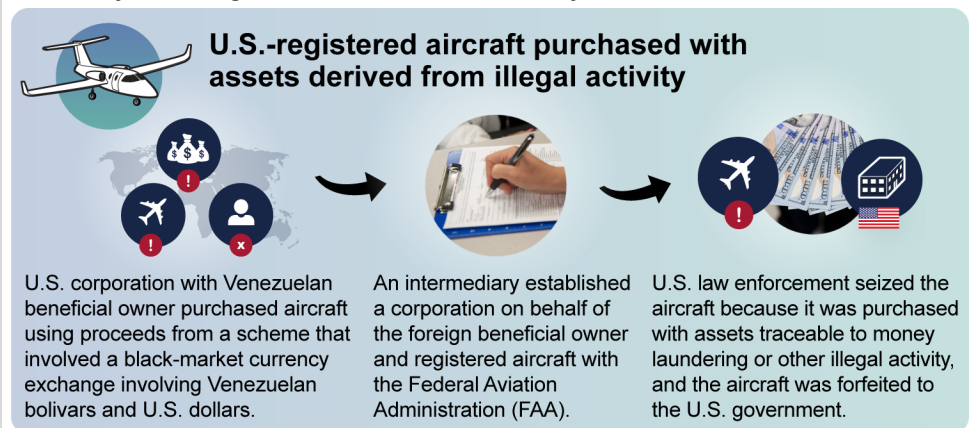 U.S.-registered aircraft purchased with
assets derived from illegal activity
$ $ $
!
!
x
!
U.S. corporation with Venezuelan
beneficial owner purchased aircraft
using proceeds from a scheme that
involved a black-market currency
exchange involving Venezuelan
bolivars and U.S. dollars.
An intermediary established
a corporation on behalf of
the foreign beneficial owner
and registered aircraft with
the Federal Aviation
Administration (FAA).
U.S. law enforcement seized the
aircraft because it was purchased
with assets traceable to money
laundering or other illegal activity,
and the aircraft was forfeited to
the U.S. government.